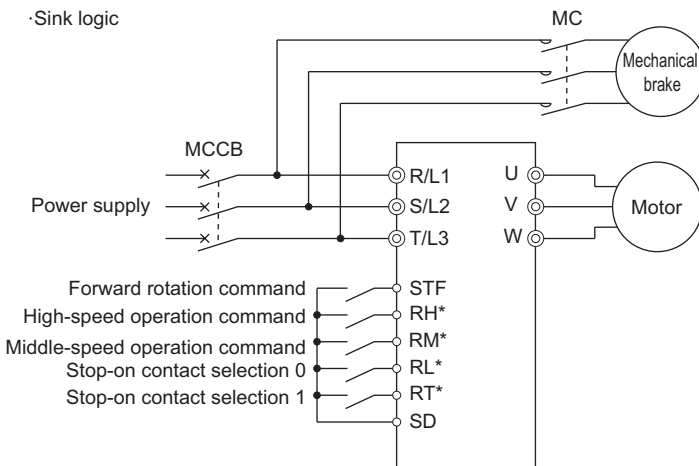 ·Sink logic
MC
Mechanical
brake
MCCB
R/L1
U
Power supply
S/L2
V
Motor
T/L3
W
Forward rotation command
STF
High-speed operation command
RH*
Middle-speed operation command
RM*
Stop-on contact selection 0
RL*
Stop-on contact selection 1
RT*
SD